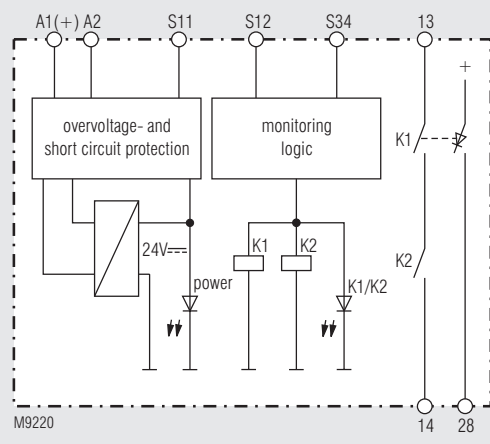 A1(+) A2 S11 S12 S34 13
+
overvoltage- and
short circuit protection
monitoring
logic
K1
24V
K1 K2
K2
power
K1/K2
M9220
14 28